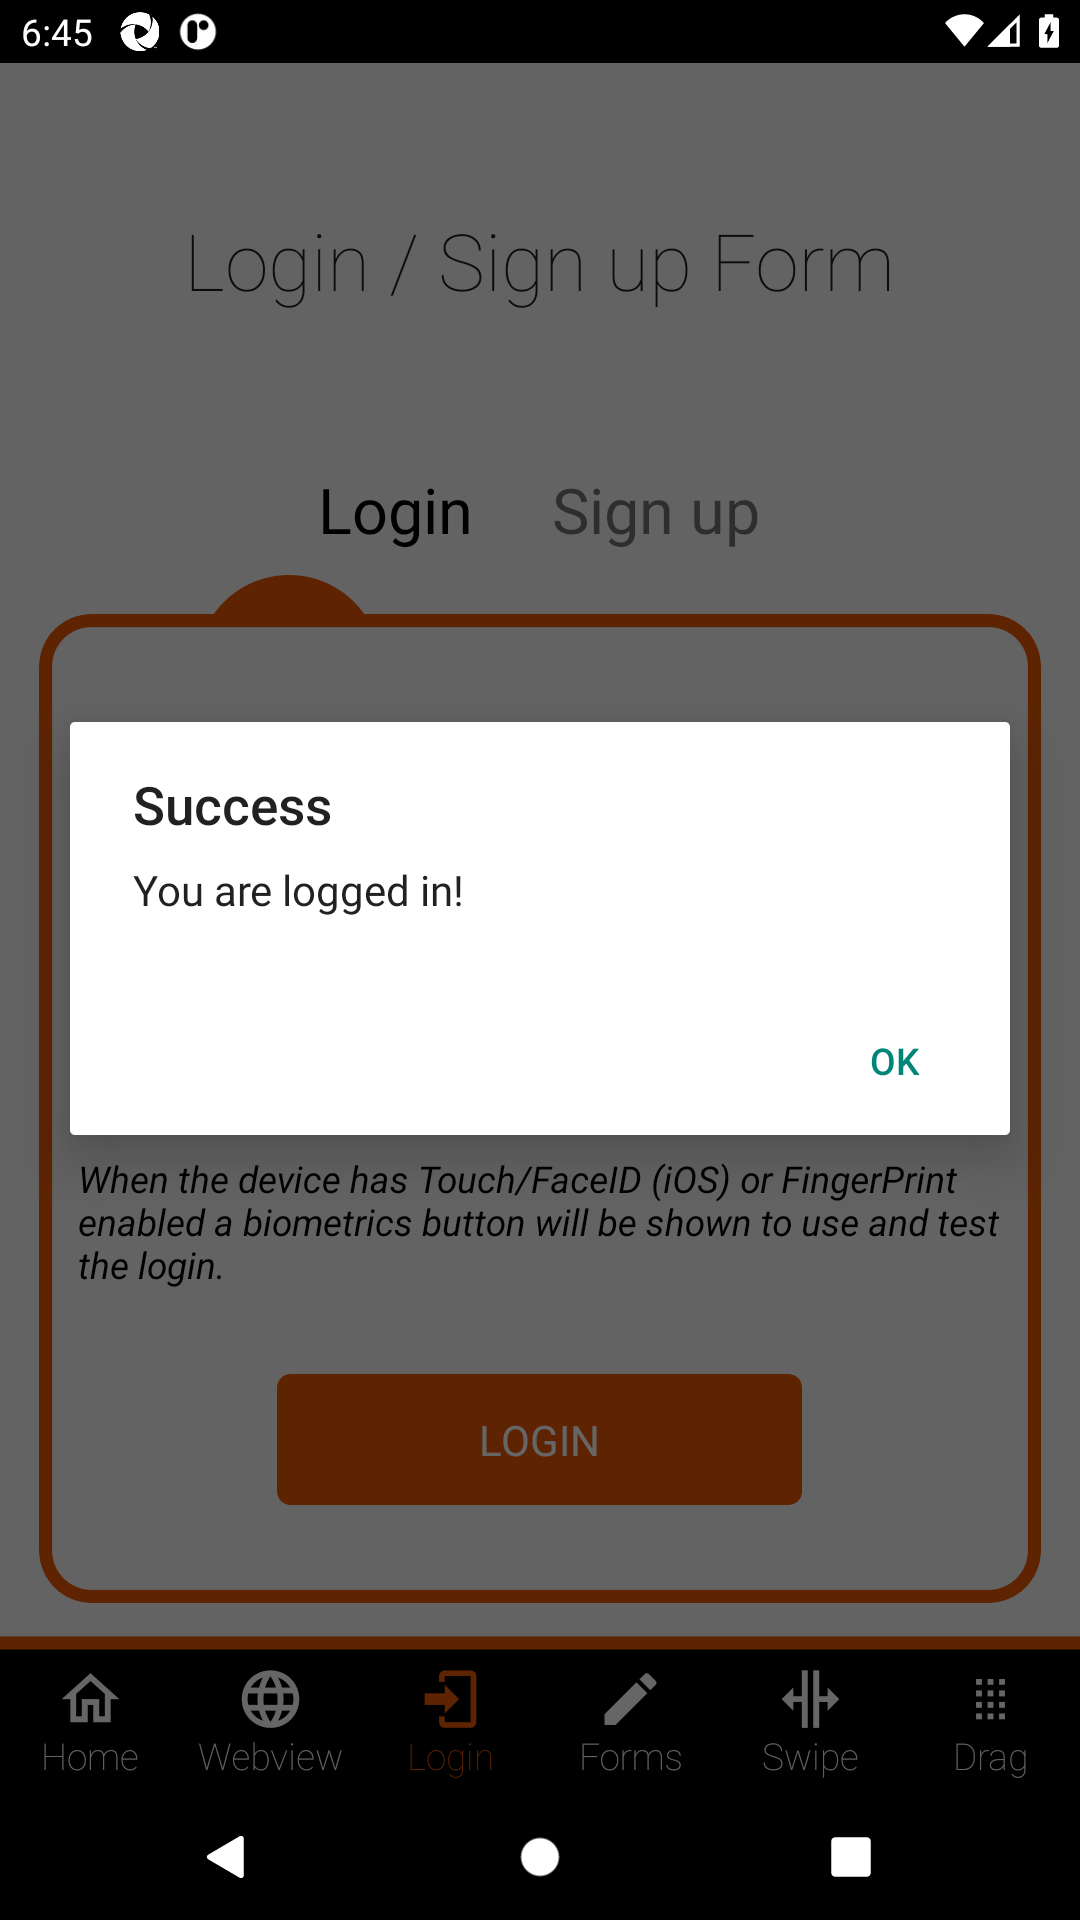 6:45
Login / Sign up Form
Login Sign up
Success
You are logged in!
OK
When the device has Touch/FaceID (iOS) or FingerPrint
enabled a biometrics button will be shown to use and test
the login.
LOGIN
Home Webview Login Forms Swipe Drag